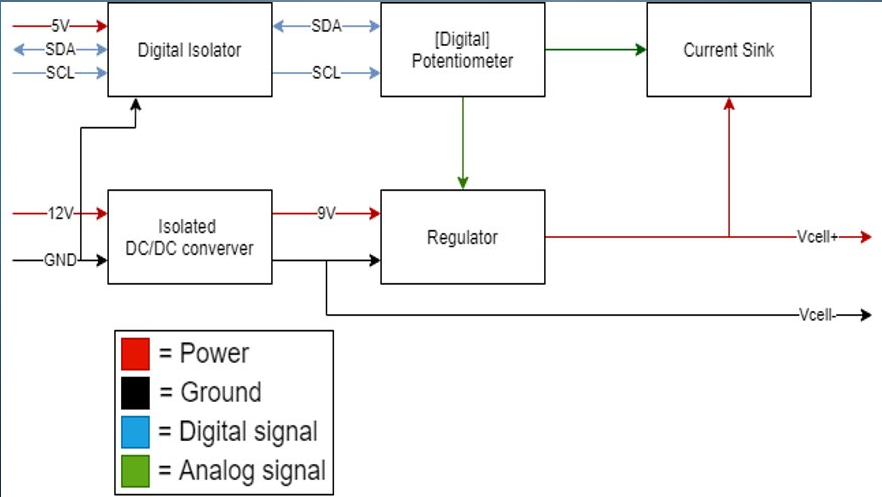 5V
SDA
SCL
Digital Isolator
SDA
SCL
[Digital]
Potentiometer
Current Sink
12V
GND
Isolated
DC/DC converver
9V
Regulator
Vcell+
Vcell-
= Power
= Ground
= Digital signal
= Analog signal